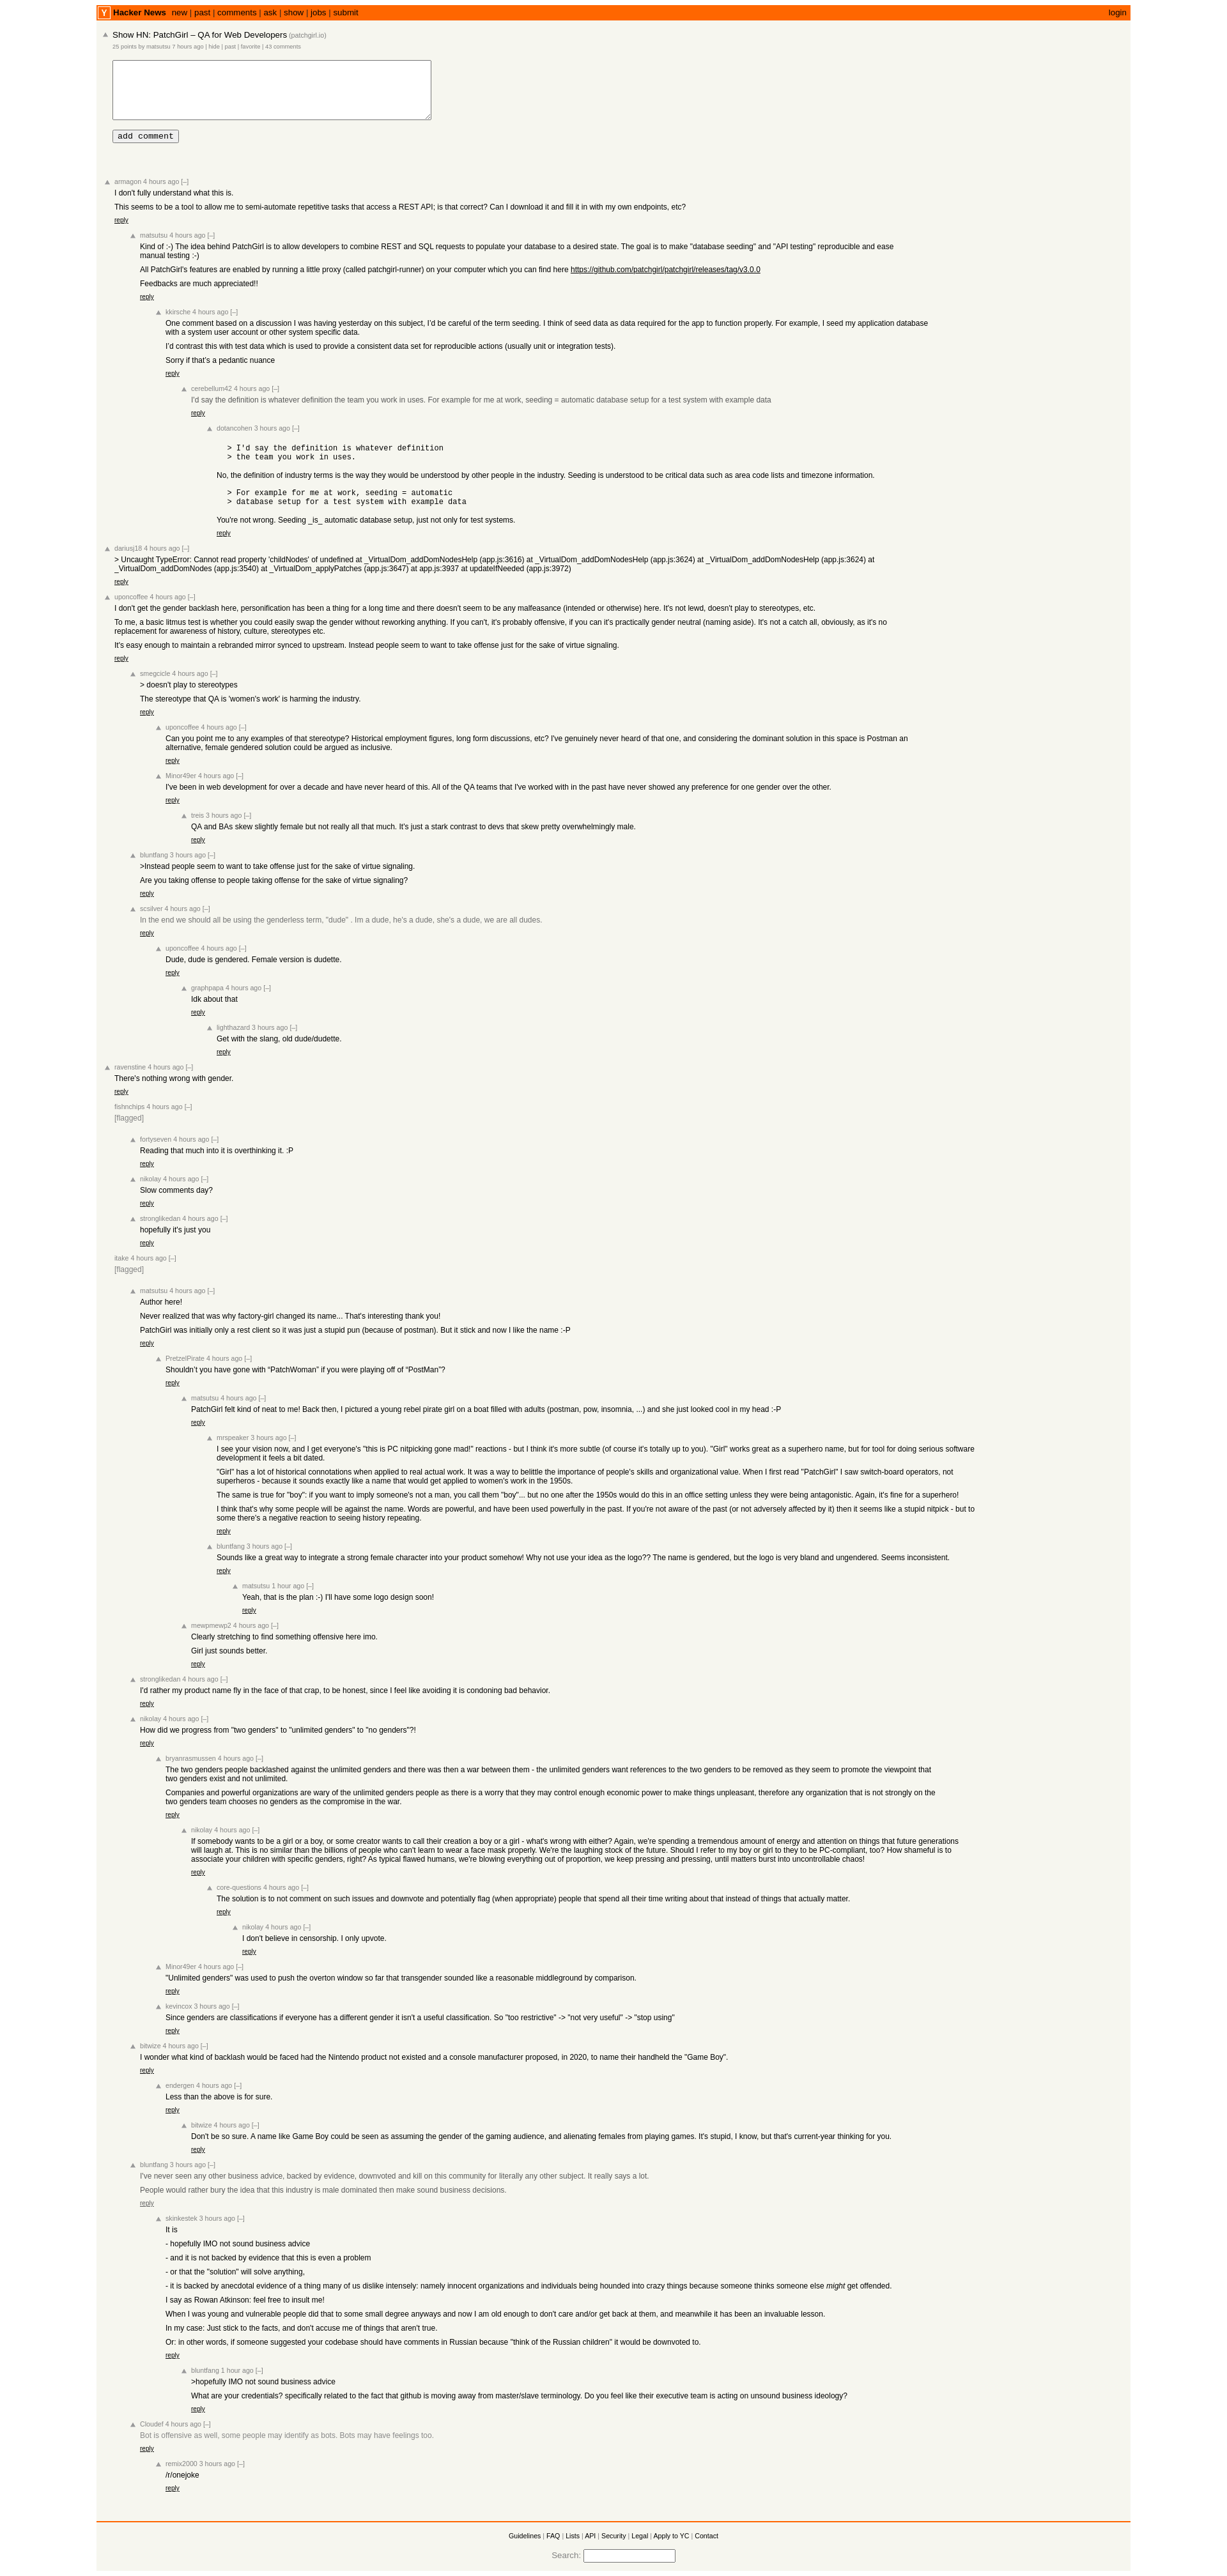 Y Hacker News new | past | comments | ask | show | jobs | submit login
Show HN: PatchGirl – QA for Web Developers (patchgirl.io)
25 points by matsutsu 7 hours ago | hide | past | favorite | 43 comments
add comment
armagon 4 hours ago [–]
I don't fully understand what this is.
This seems to be a tool to allow me to semi-automate repetitive tasks that access a REST API; is that correct? Can I download it and fill it in with my own endpoints, etc?
reply
matsutsu 4 hours ago [–]
Kind of :-) The idea behind PatchGirl is to allow developers to combine REST and SQL requests to populate your database to a desired state. The goal is to make "database seeding" and "API testing" reproducible and ease
manual testing :-)
All PatchGirl's features are enabled by running a little proxy (called patchgirl-runner) on your computer which you can find here https://github.com/patchgirl/patchgirl/releases/tag/v3.0.0
Feedbacks are much appreciated!!
reply
kkirsche 4 hours ago [–]
One comment based on a discussion I was having yesterday on this subject, I'd be careful of the term seeding. I think of seed data as data required for the app to function properly. For example, I seed my application database
with a system user account or other system specific data.
I'd contrast this with test data which is used to provide a consistent data set for reproducible actions (usually unit or integration tests).
Sorry if that's a pedantic nuance
reply
cerebellum42 4 hours ago [–]
I'd say the definition is whatever definition the team you work in uses. For example for me at work, seeding = automatic database setup for a test system with example data
reply
dotancohen 3 hours ago [–]
> I'd say the definition is whatever definition
> the team you work in uses.
No, the definition of industry terms is the way they would be understood by other people in the industry. Seeding is understood to be critical data such as area code lists and timezone information.
> For example for me at work, seeding = automatic
> database setup for a test system with example data
You're not wrong. Seeding _is_ automatic database setup, just not only for test systems.
reply
dariusj18 4 hours ago [–]
> Uncaught TypeError: Cannot read property 'childNodes' of undefined at _VirtualDom_addDomNodesHelp (app.js:3616) at _VirtualDom_addDomNodesHelp (app.js:3624) at _VirtualDom_addDomNodesHelp (app.js:3624) at
_VirtualDom_addDomNodes (app.js:3540) at _VirtualDom_applyPatches (app.js:3647) at app.js:3937 at updateIfNeeded (app.js:3972)
reply
uponcoffee 4 hours ago [–]
I don't get the gender backlash here, personification has been a thing for a long time and there doesn't seem to be any malfeasance (intended or otherwise) here. It's not lewd, doesn't play to stereotypes, etc.
To me, a basic litmus test is whether you could easily swap the gender without reworking anything. If you can't, it's probably offensive, if you can it's practically gender neutral (naming aside). It's not a catch all, obviously, as it's no
replacement for awareness of history, culture, stereotypes etc.
It's easy enough to maintain a rebranded mirror synced to upstream. Instead people seem to want to take offense just for the sake of virtue signaling.
reply
smegcicle 4 hours ago [–]
> doesn't play to stereotypes
The stereotype that QA is 'women's work' is harming the industry.
reply
uponcoffee 4 hours ago [–]
Can you point me to any examples of that stereotype? Historical employment figures, long form discussions, etc? I've genuinely never heard of that one, and considering the dominant solution in this space is Postman an
alternative, female gendered solution could be argued as inclusive.
reply
Minor49er 4 hours ago [–]
I've been in web development for over a decade and have never heard of this. All of the QA teams that I've worked with in the past have never showed any preference for one gender over the other.
reply
treis 3 hours ago [–]
QA and BAs skew slightly female but not really all that much. It's just a stark contrast to devs that skew pretty overwhelmingly male.
reply
bluntfang 3 hours ago [–]
>Instead people seem to want to take offense just for the sake of virtue signaling.
Are you taking offense to people taking offense for the sake of virtue signaling?
reply
scsilver 4 hours ago [–]
In the end we should all be using the genderless term, "dude" . Im a dude, he's a dude, she's a dude, we are all dudes.
reply
uponcoffee 4 hours ago [–]
Dude, dude is gendered. Female version is dudette.
reply
graphpapa 4 hours ago [–]
Idk about that
reply
lighthazard 3 hours ago [–]
Get with the slang, old dude/dudette.
reply
ravenstine 4 hours ago [–]
There's nothing wrong with gender.
reply
fishnchips 4 hours ago [–]
[flagged]
fortyseven 4 hours ago [–]
Reading that much into it is overthinking it. :P
reply
nikolay 4 hours ago [–]
Slow comments day?
reply
stronglikedan 4 hours ago [–]
hopefully it's just you
reply
itake 4 hours ago [–]
[flagged]
matsutsu 4 hours ago [–]
Author here!
Never realized that was why factory-girl changed its name... That's interesting thank you!
PatchGirl was initially only a rest client so it was just a stupid pun (because of postman). But it stick and now I like the name :-P
reply
PretzelPirate 4 hours ago [–]
Shouldn't you have gone with “PatchWoman” if you were playing off of “PostMan”?
reply
matsutsu 4 hours ago [–]
PatchGirl felt kind of neat to me! Back then, I pictured a young rebel pirate girl on a boat filled with adults (postman, pow, insomnia, ...) and she just looked cool in my head :-P
reply
mrspeaker 3 hours ago [–]
I see your vision now, and I get everyone's "this is PC nitpicking gone mad!" reactions - but I think it's more subtle (of course it's totally up to you). "Girl" works great as a superhero name, but for tool for doing serious software
development it feels a bit dated.
"Girl" has a lot of historical connotations when applied to real actual work. It was a way to belittle the importance of people's skills and organizational value. When I first read "PatchGirl" I saw switch-board operators, not
superheros - because it sounds exactly like a name that would get applied to women's work in the 1950s.
The same is true for "boy": if you want to imply someone's not a man, you call them "boy"... but no one after the 1950s would do this in an office setting unless they were being antagonistic. Again, it's fine for a superhero!
I think that's why some people will be against the name. Words are powerful, and have been used powerfully in the past. If you're not aware of the past (or not adversely affected by it) then it seems like a stupid nitpick - but to
some there's a negative reaction to seeing history repeating.
reply
bluntfang 3 hours ago [–]
Sounds like a great way to integrate a strong female character into your product somehow! Why not use your idea as the logo?? The name is gendered, but the logo is very bland and ungendered. Seems inconsistent.
reply
matsutsu 1 hour ago [–]
Yeah, that is the plan :-) I'll have some logo design soon!
reply
mewpmewp2 4 hours ago [–]
Clearly stretching to find something offensive here imo.
Girl just sounds better.
reply
stronglikedan 4 hours ago [–]
I'd rather my product name fly in the face of that crap, to be honest, since I feel like avoiding it is condoning bad behavior.
reply
nikolay 4 hours ago [–]
How did we progress from "two genders" to "unlimited genders" to "no genders"?!
reply
bryanrasmussen 4 hours ago [–]
The two genders people backlashed against the unlimited genders and there was then a war between them - the unlimited genders want references to the two genders to be removed as they seem to promote the viewpoint that
two genders exist and not unlimited.
Companies and powerful organizations are wary of the unlimited genders people as there is a worry that they may control enough economic power to make things unpleasant, therefore any organization that is not strongly on the
two genders team chooses no genders as the compromise in the war.
reply
nikolay 4 hours ago [–]
If somebody wants to be a girl or a boy, or some creator wants to call their creation a boy or a girl - what's wrong with either? Again, we're spending a tremendous amount of energy and attention on things that future generations
will laugh at. This is no similar than the billions of people who can't learn to wear a face mask properly. We're the laughing stock of the future. Should I refer to my boy or girl to they to be PC-compliant, too? How shameful is to
associate your children with specific genders, right? As typical flawed humans, we're blowing everything out of proportion, we keep pressing and pressing, until matters burst into uncontrollable chaos!
reply
core-questions 4 hours ago [–]
The solution is to not comment on such issues and downvote and potentially flag (when appropriate) people that spend all their time writing about that instead of things that actually matter.
reply
nikolay 4 hours ago [–]
I don't believe in censorship. I only upvote.
reply
Minor49er 4 hours ago [–]
"Unlimited genders" was used to push the overton window so far that transgender sounded like a reasonable middleground by comparison.
reply
kevincox 3 hours ago [–]
Since genders are classifications if everyone has a different gender it isn't a useful classification. So "too restrictive" -> "not very useful" -> "stop using"
reply
bitwize 4 hours ago [–]
I wonder what kind of backlash would be faced had the Nintendo product not existed and a console manufacturer proposed, in 2020, to name their handheld the "Game Boy".
reply
endergen 4 hours ago [–]
Less than the above is for sure.
reply
bitwize 4 hours ago [–]
Don't be so sure. A name like Game Boy could be seen as assuming the gender of the gaming audience, and alienating females from playing games. It's stupid, I know, but that's current-year thinking for you.
reply
bluntfang 3 hours ago [–]
I've never seen any other business advice, backed by evidence, downvoted and kill on this community for literally any other subject. It really says a lot.
People would rather bury the idea that this industry is male dominated then make sound business decisions.
reply
skinkestek 3 hours ago [–]
It is
- hopefully IMO not sound business advice
- and it is not backed by evidence that this is even a problem
- or that the "solution" will solve anything,
- it is backed by anecdotal evidence of a thing many of us dislike intensely: namely innocent organizations and individuals being hounded into crazy things because someone thinks someone else might get offended.
I say as Rowan Atkinson: feel free to insult me!
When I was young and vulnerable people did that to some small degree anyways and now I am old enough to don't care and/or get back at them, and meanwhile it has been an invaluable lesson.
In my case: Just stick to the facts, and don't accuse me of things that aren't true.
Or: in other words, if someone suggested your codebase should have comments in Russian because "think of the Russian children" it would be downvoted to.
reply
bluntfang 1 hour ago [–]
>hopefully IMO not sound business advice
What are your credentials? specifically related to the fact that github is moving away from master/slave terminology. Do you feel like their executive team is acting on unsound business ideology?
reply
Cloudef 4 hours ago [–]
Bot is offensive as well, some people may identify as bots. Bots may have feelings too.
reply
remix2000 3 hours ago [–]
/r/onejoke
reply
Guidelines | FAQ | Lists | API | Security | Legal | Apply to YC | Contact
Search: